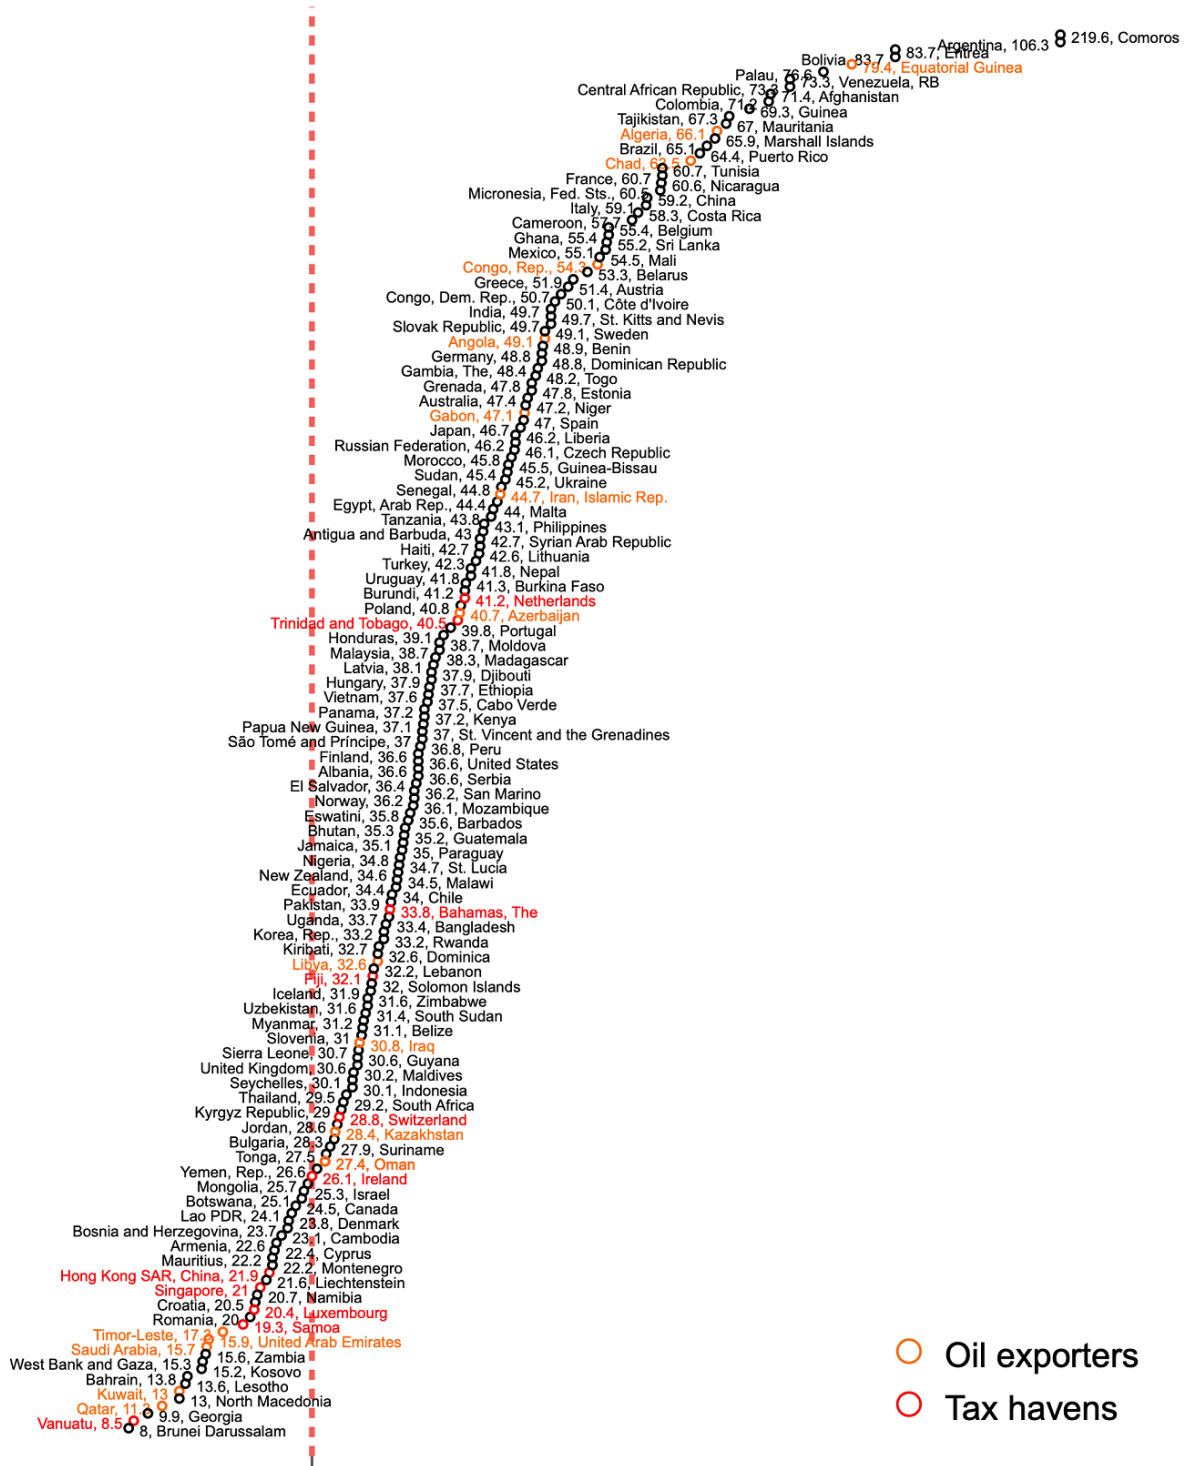 219.6, Comoros
Argentina, 106.3
83.7, Eritrea
Bolivia, 83.7
79.4, Equatorial Guinea
Palau, 76.6
73.3, Venezuela, RB
Central African Republic, 73.3
71.4, Afghanistan
Colombia, 71.2
69.3, Guinea
Tajikistan, 67.3
67, Mauritania
Algeria, 66.1
65.9, Marshall Islands
Brazil, 65.1
64.4, Puerto Rico
Chad, 63.5
60.7, Tunisia
France, 60.7
60.6, Nicaragua
Micronesia, Fed. Sts., 60.5
59.2, China
Italy, 59.1
58.3, Costa Rica
Cameroon, 57.7
55.4, Belgium
Ghana, 55.4
55.2, Sri Lanka
Mexico, 55.1
54.5, Mali
Congo, Rep., 54.3
53.3, Belarus
Greece, 51.9
51.4, Austria
Congo, Dem. Rep., 50.7
50.1, Côte d'Ivoire
India, 49.7
49.7, St. Kitts and Nevis
Slovak Republic, 49.7
49.1, Sweden
Angola, 49.1
48.9, Benin
Germany, 48.8
48.8, Dominican Republic
Gambia, The, 48.4
48.2, Togo
Grenada, 47.8
47.8, Estonia
Australia, 47.4
47.2, Niger
Gabon, 47.1
47, Spain
Japan, 46.7
46.2, Liberia
Russian Federation, 46.2
46.1, Czech Republic
Morocco, 45.8
45.5, Guinea-Bissau
Sudan, 45.4
45.2, Ukraine
Senegal, 44.8
44.7, Iran, Islamic Rep.
Egypt, Arab Rep., 44.4
44, Malta
Tanzania, 43.8
43.1, Philippines
Antigua and Barbuda, 43
42.7, Syrian Arab Republic
Haiti, 42.7
42.6, Lithuania
Turkey, 42.3
41.8, Nepal
Uruguay, 41.8
41.3, Burkina Faso
Burundi, 41.2
41.2, Netherlands
Poland, 40.8
40.7, Azerbaijan
Trinidad and Tobago, 40.5
39.8, Portugal
Honduras, 39.1
38.7, Moldova
Malaysia, 38.7
38.3, Madagascar
Latvia, 38.1
37.9, Djibouti
Hungary, 37.9
37.7, Ethiopia
Vietnam, 37.6
37.5, Cabo Verde
Panama, 37.2
37.2, Kenya
Papua New Guinea, 37.1
37, St. Vincent and the Grenadines
São Tomé and Príncipe, 37
36.8, Peru
Finland, 36.6
36.6, United States
Albania, 36.6
36.6, Serbia
El Salvador, 36.4
36.2, San Marino
Norway, 36.2
36.1, Mozambique
Eswatini, 35.8
35.6, Barbados
Bhutan, 35.3
35.2, Guatemala
Jamaica, 35.1
35, Paraguay
Nigeria, 34.8
34.7, St. Lucia
New Zealand, 34.6
34.5, Malawi
Ecuador, 34.4
34, Chile
Pakistan, 33.9
33.8, Bahamas, The
Uganda, 33.7
33.4, Bangladesh
Korea, Rep., 33.2
33.2, Rwanda
Kiribati, 32.7
32.6, Dominica
Libya, 32.6
32.2, Lebanon
Fiji, 32.1
32, Solomon Islands
Iceland, 31.9
31.6, Zimbabwe
Uzbekistan, 31.6
31.4, South Sudan
Myanmar, 31.2
31.1, Belize
Slovenia, 31
30.8, Iraq
Sierra Leone, 30.7
30.6, Guyana
United Kingdom, 30.6
30.2, Maldives
Seychelles, 30.1
30.1, Indonesia
Thailand, 29.5
29.2, South Africa
Kyrgyz Republic, 29
28.8, Switzerland
Jordan, 28.6
28.4, Kazakhstan
Bulgaria, 28.3
27.9, Suriname
Tonga, 27.5
27.4, Oman
Yemen, Rep., 26.6
26.1, Ireland
Mongolia, 25.7
25.3, Israel
Botswana, 25.1
24.5, Canada
Lao PDR, 24.1
23.8, Denmark
Bosnia and Herzegovina, 23.7
23.1, Cambodia
Armenia, 22.6
22.4, Cyprus
Mauritius, 22.2
22.2, Montenegro
Hong Kong SAR, China, 21.9
21.6, Liechtenstein
Singapore, 21
20.7, Namibia
Croatia, 20.5
20.4, Luxembourg
Romania, 20
19.3, Samoa
Timor-Leste, 17.3
15.9, United Arab Emirates
Saudi Arabia, 15.7
15.6, Zambia
West Bank and Gaza, 15.3
15.2, Kosovo
Bahrain, 13.8
13.6, Lesotho
Kuwait, 13
13, North Macedonia
Qatar, 11.3
9.9, Georgia
Vanuatu, 8.5
8, Brunei Darussalam
Oil exporters
Tax havens